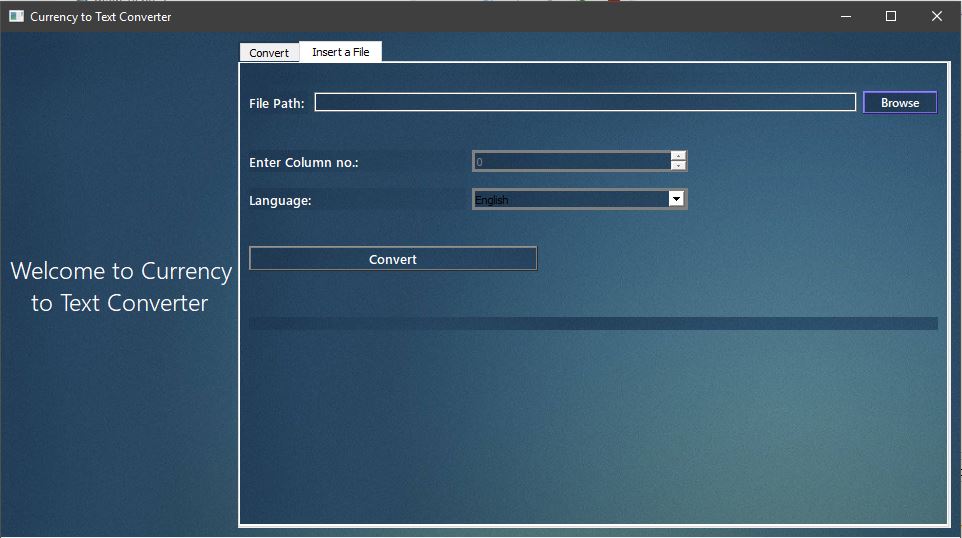 Currency to Text Converter
Convert
Insert a File
File Path:
Browse
Enter Column no.:
0
Language:
English
Convert
Welcome to Currency
to Text Converter